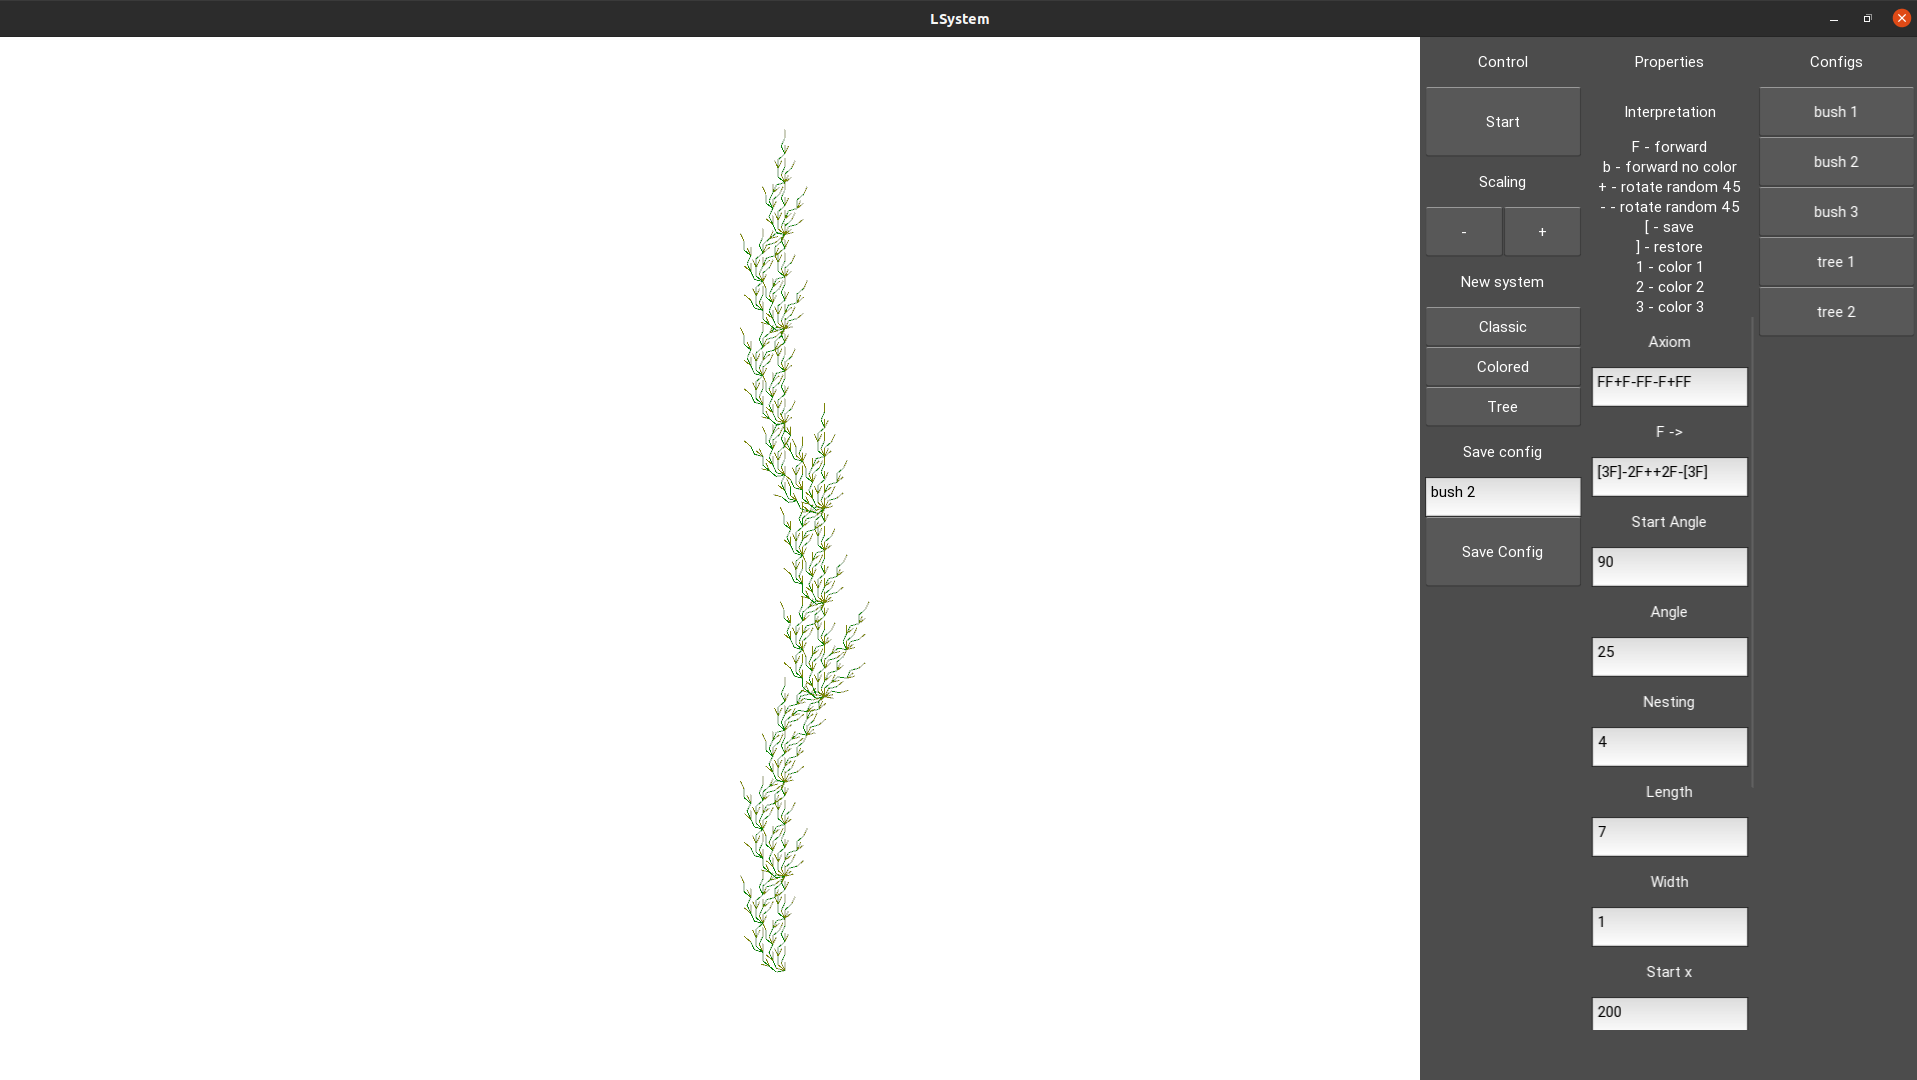 LSystem
Control
Start
Scaling
-
+
New system
Classic
Colored
Tree
Save config
bush 2
Save Config
Properties
Interpretation
F - forward
b - forward no color
+ - rotate random 45
- - rotate random 45
[ - save
] - restore
1 - color 1
2 - color 2
3 - color 3
Axiom
FF+F-FF-F+FF
F ->
[3F]-2F++2F-[3F]
Start Angle
90
Angle
25
Nesting
4
Length
7
Width
1
Start x
200
Configs
bush 1
bush 2
bush 3
tree 1
tree 2